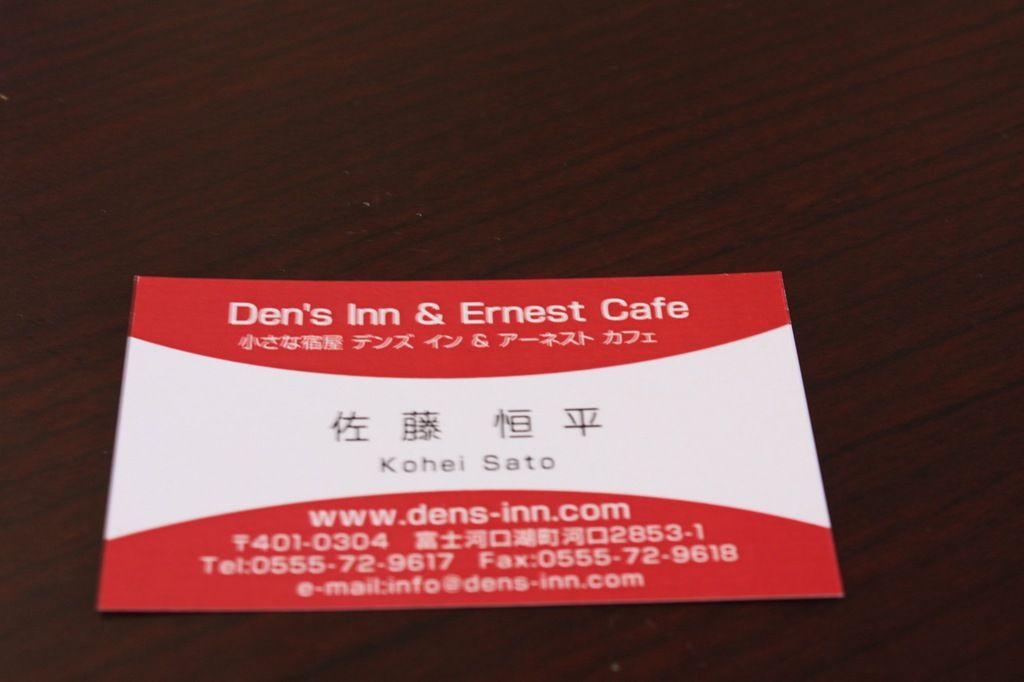 Den's Inn & Ernest Cafe
小さな宿屋 デンズ イン & アーネスト カフェ
佐 藤 恒 平
Kohei Sato
www.dens-inn.com
〒401-0304 富士河口湖町河口2853-1
Tel:0555-72-9617 Fax:0555-72-9618
e-mail:info@dens-inn.com